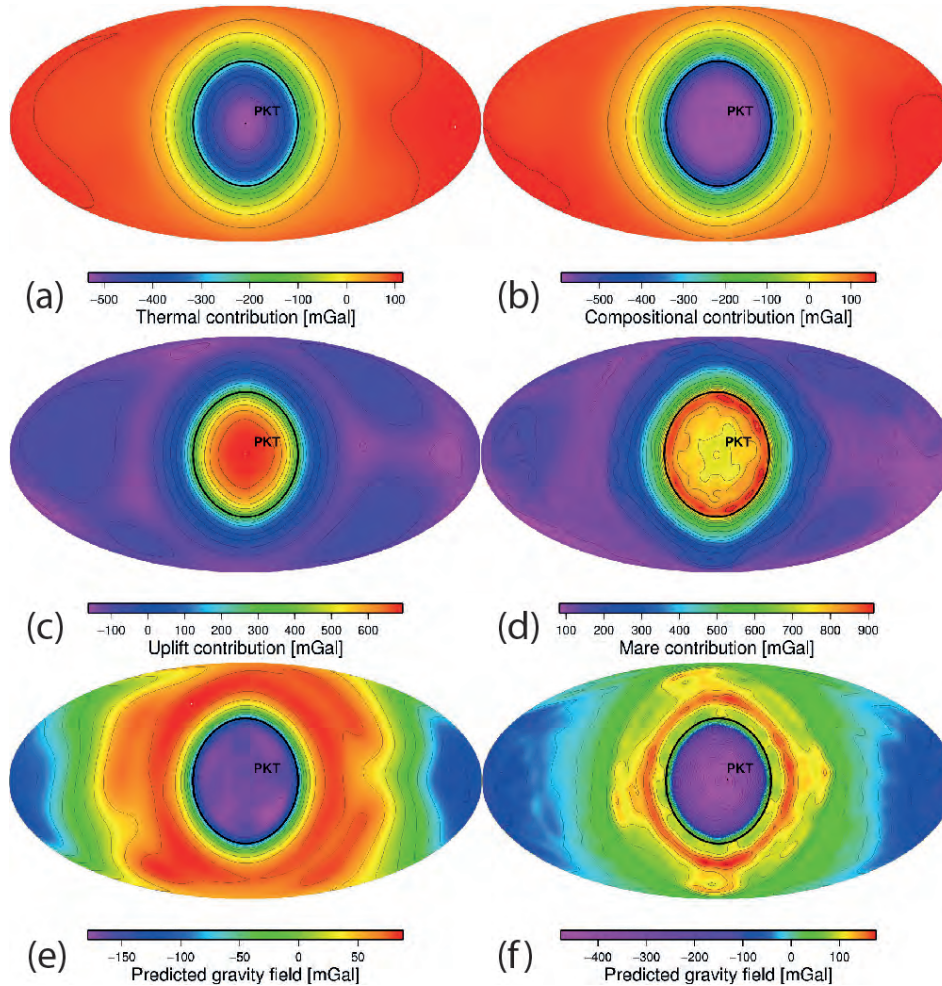 PKT PKT
(a) −500 −400 −300 −200 −100 0 100 (b) −500 −400 −300 −200 −100 0 100
Thermal contribution [mGal] Compositional contribution [mGal]
PKT PKT
(c) −100 0 100 200 300 400 500 600 (d) 100 200 300 400 500 600 700 800 900
Uplift contribution [mGal] Mare contribution [mGal]
PKT PKT
(e) −150 −100 −50 0 50 (f) −400 −300 −200 −100 0 100
Predicted gravity field [mGal] Predicted gravity field [mGal]